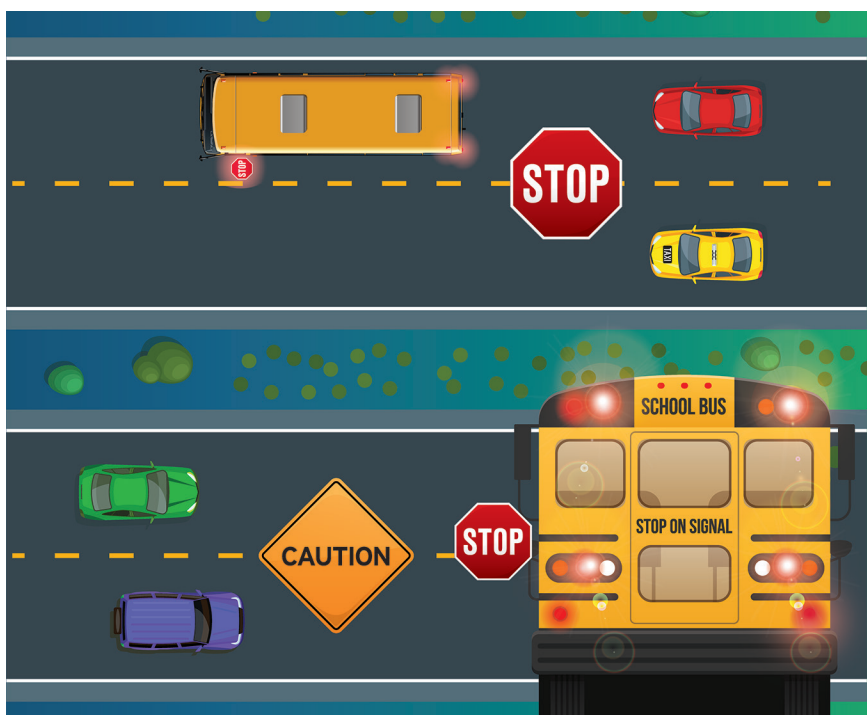 STOP
STOP
TAXI
SCHOOL BUS
STOP ON SIGNAL
CAUTION
STOP